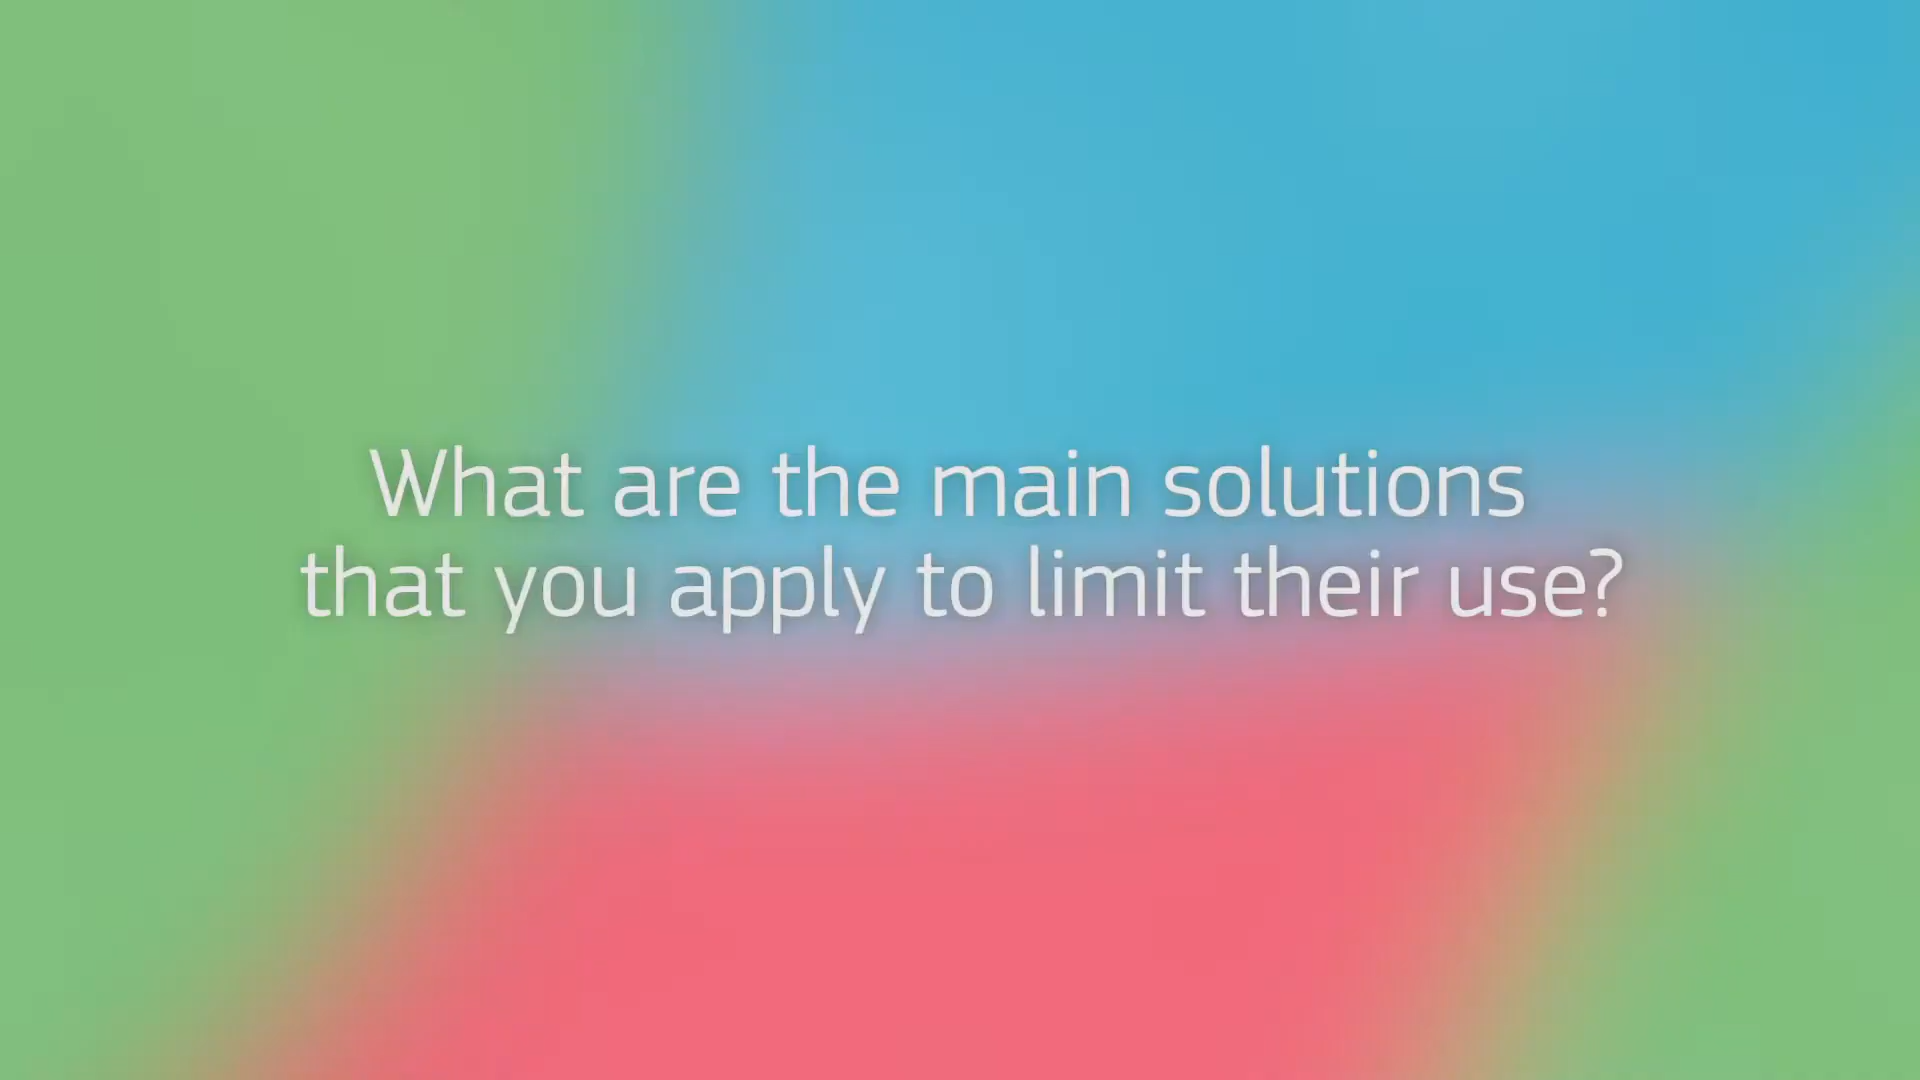 What are the main solutions
that you apply to limit their use?